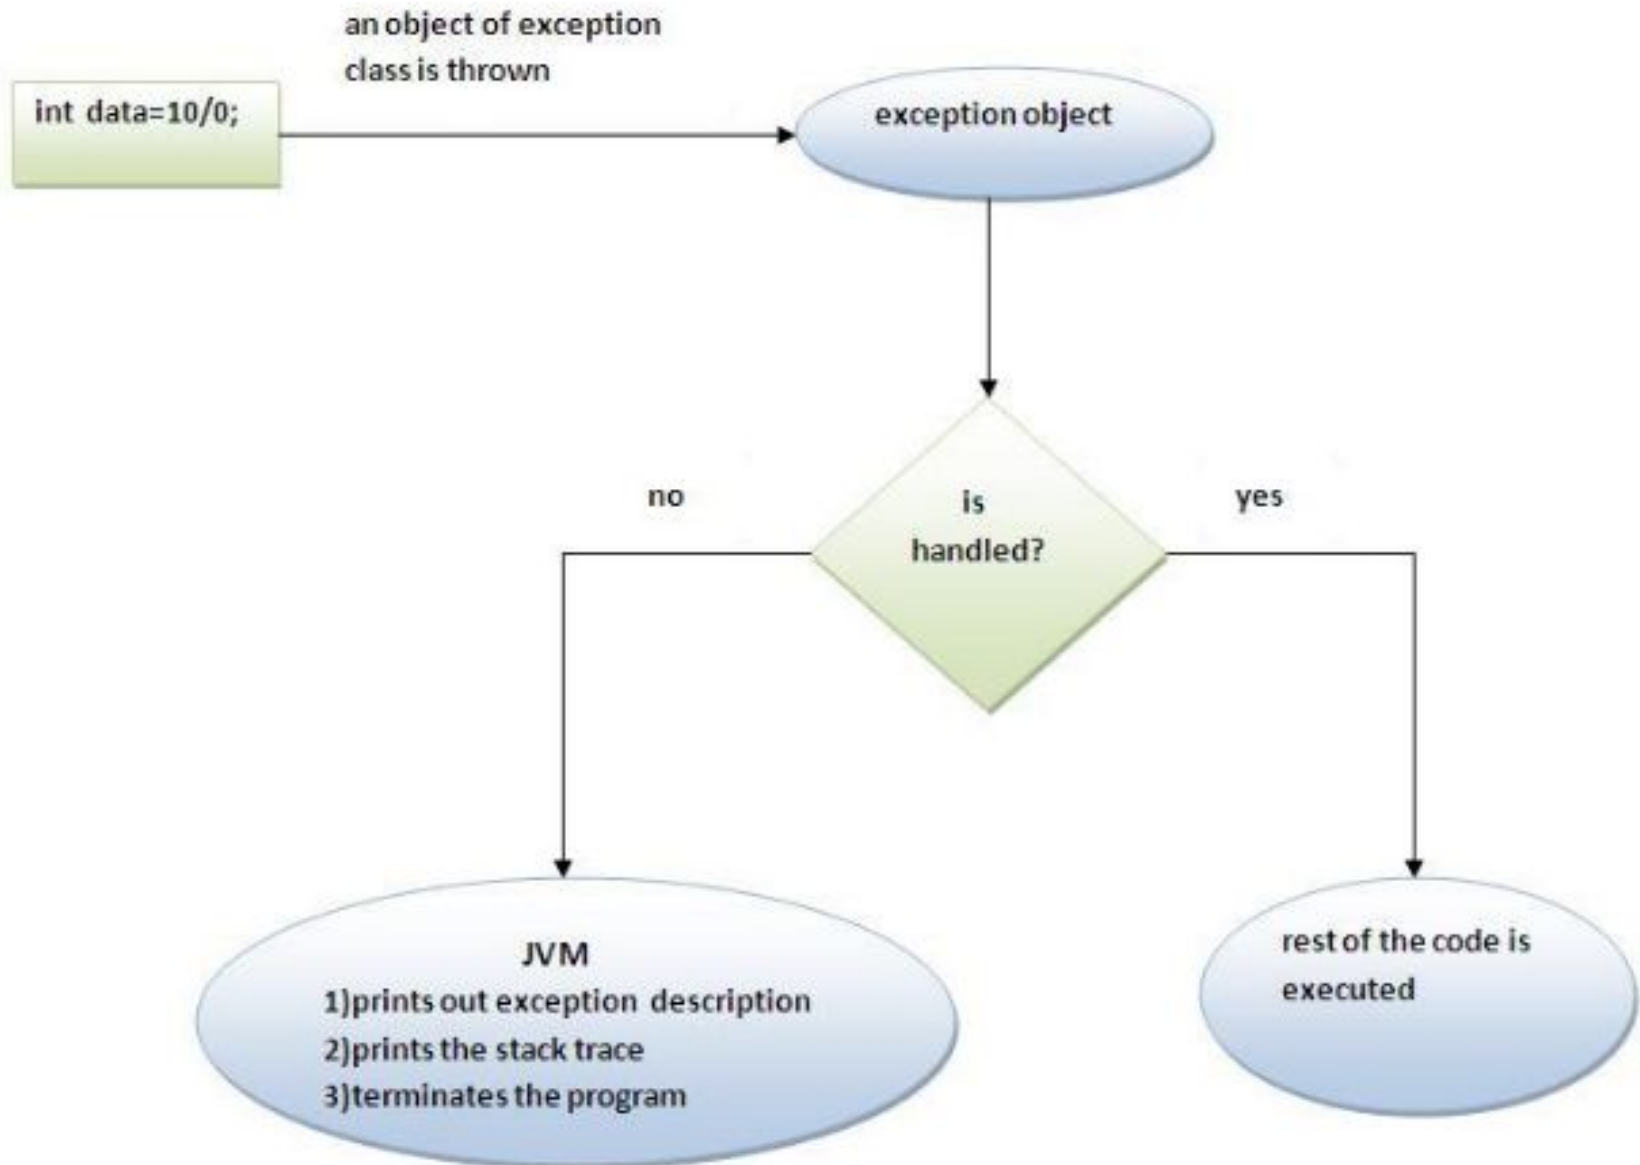 an object of exception
class is thrown
int data=10/0;
exception object
no
is
handled?
yes
JVM
1)prints out exception description
2)prints the stack trace
3)terminates the program
rest of the code is
executed